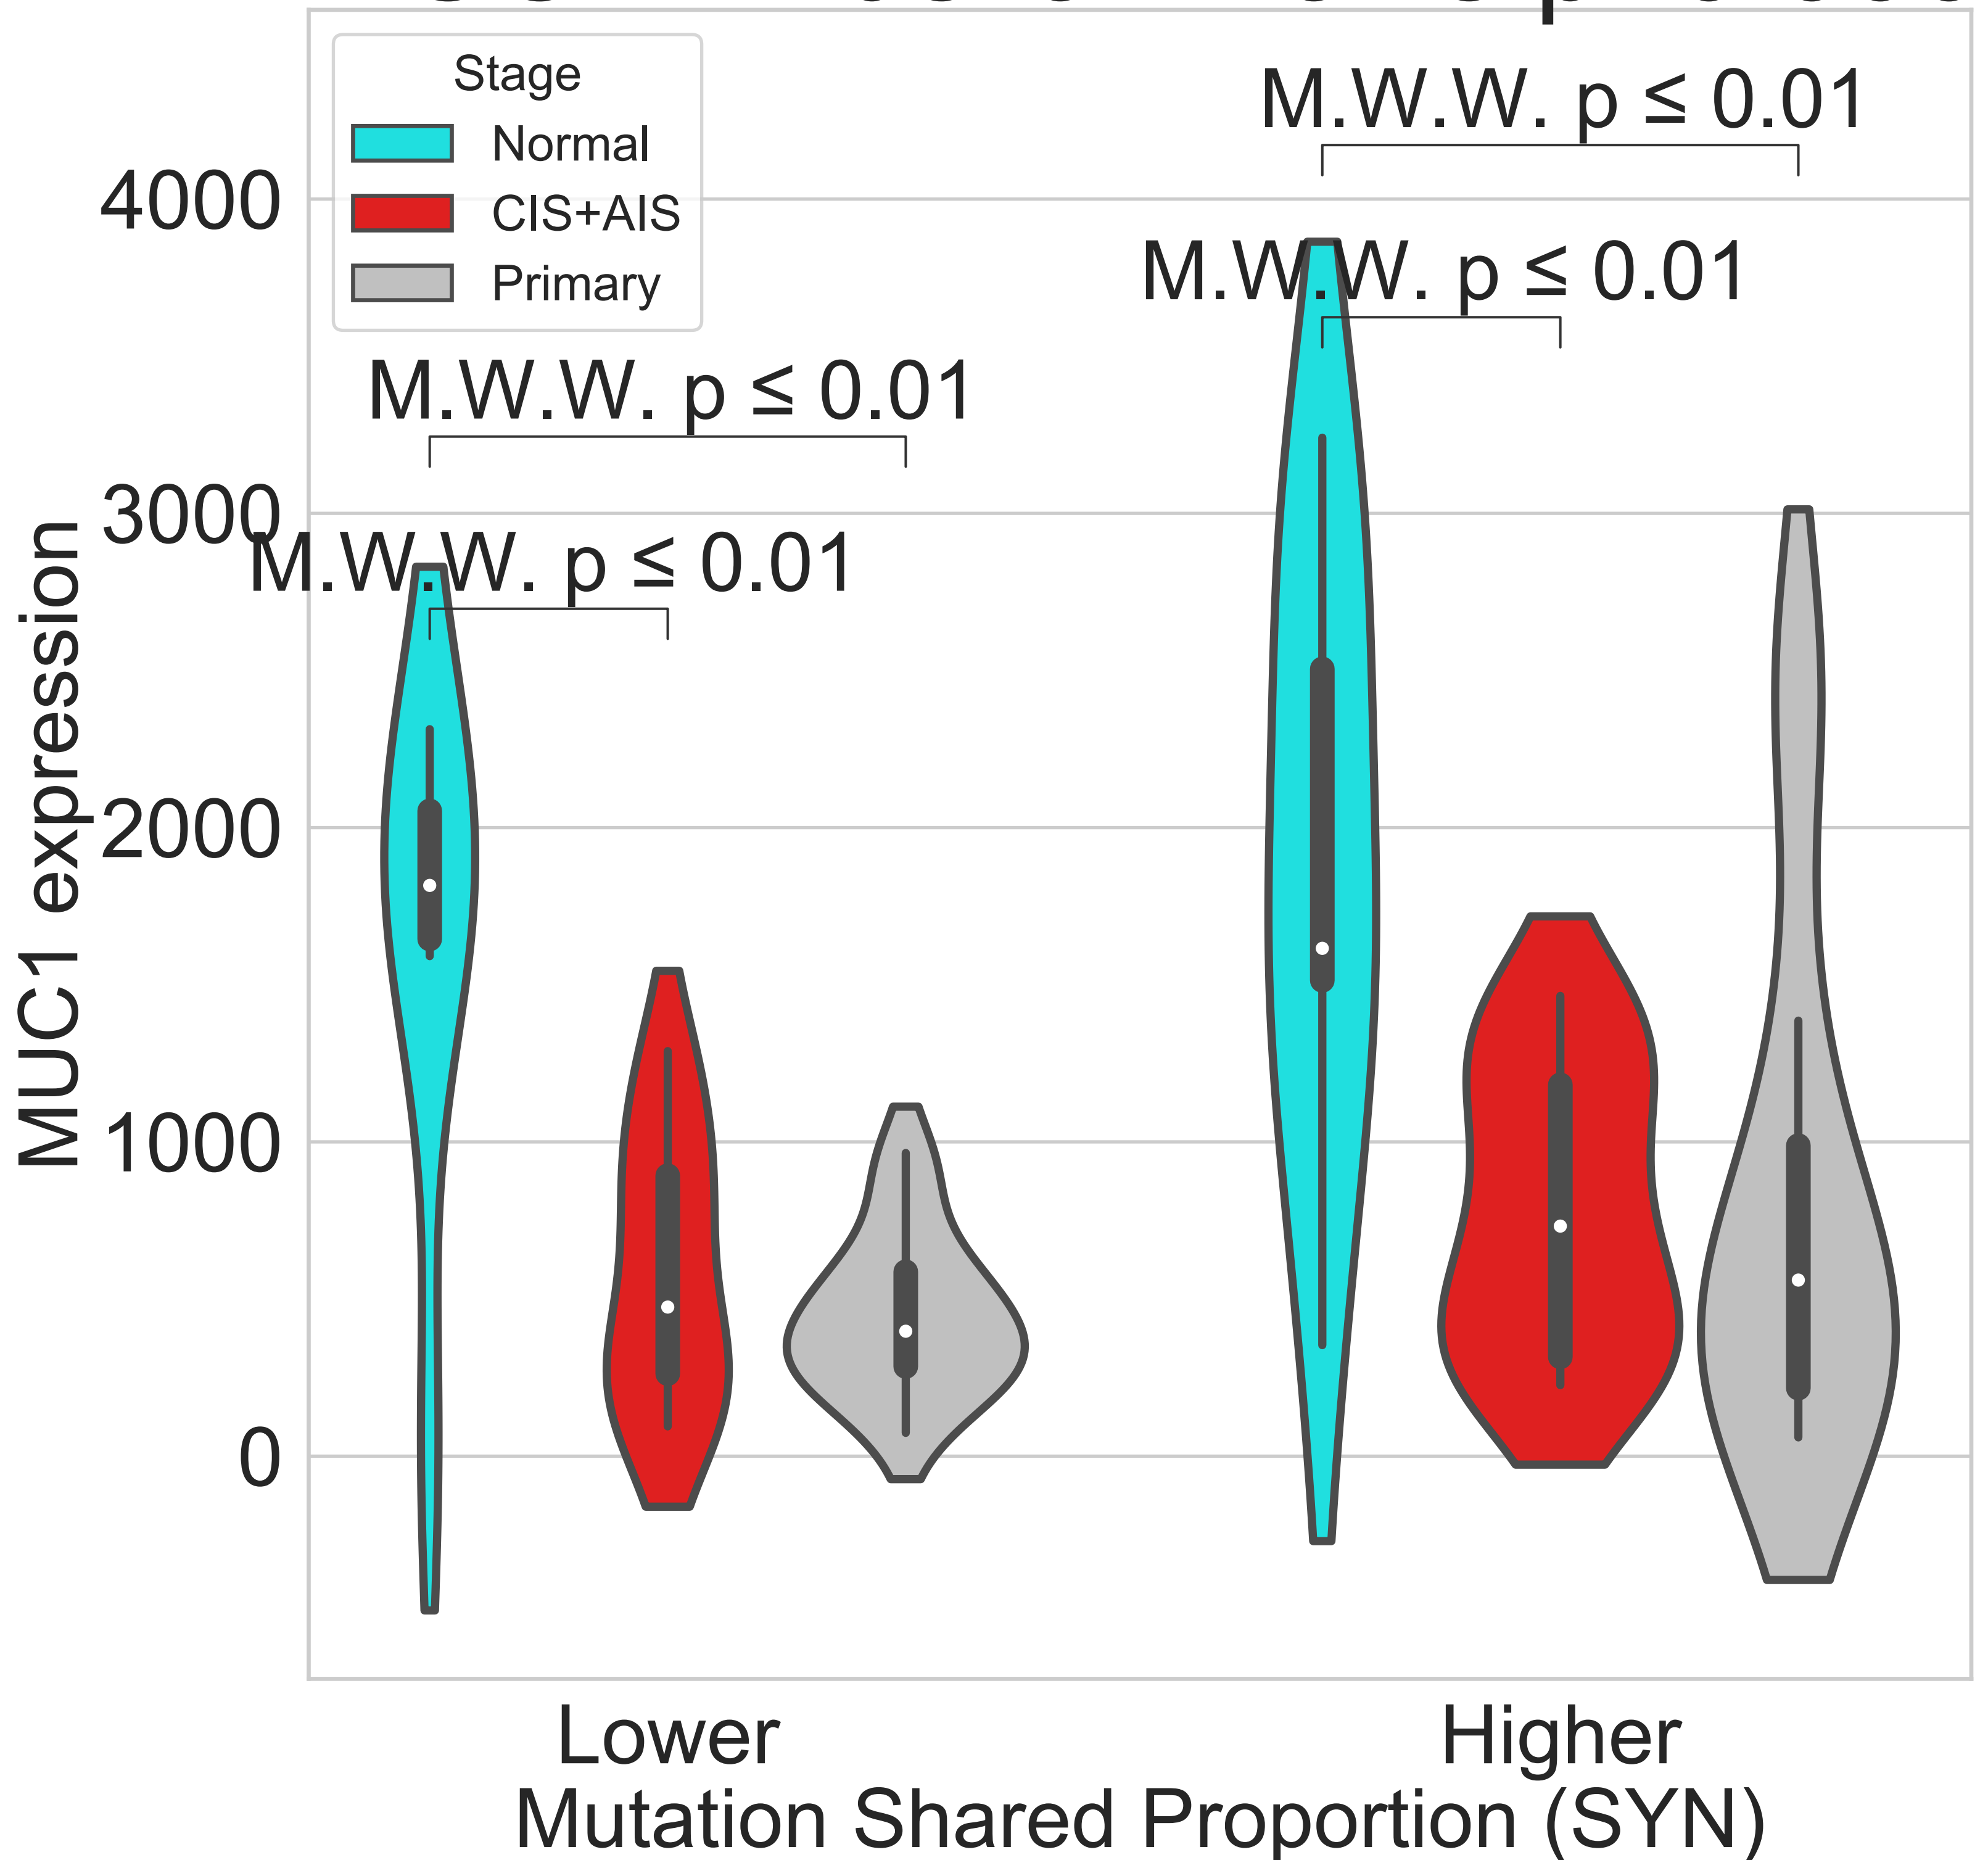 Stage
Normal
CIS+AIS
Primary
M.W.W. p ≤ 0.01
M.W.W. p ≤ 0.01
M.W.W. p ≤ 0.01
M.W.W. p ≤ 0.01
4000
3000
2000
1000
0
MUC1 expression
Lower
Higher
Mutation Shared Proportion (SYN)